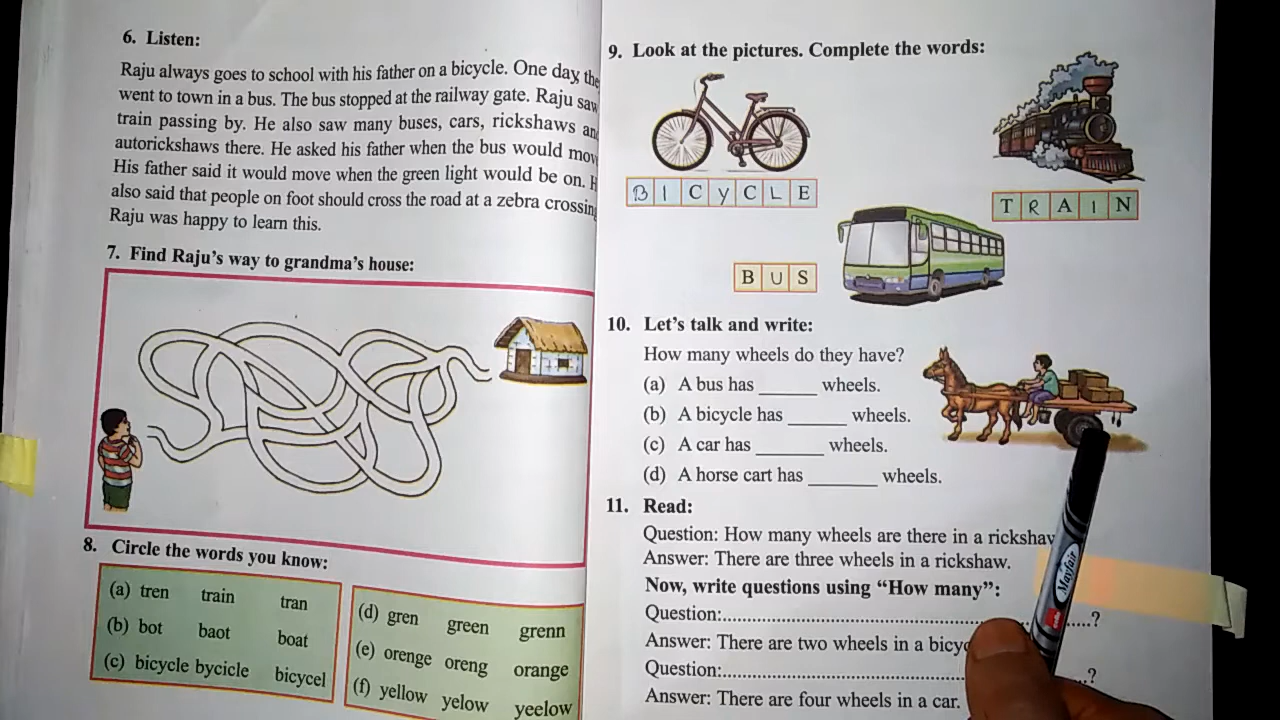 6. Listen:
Raju always goes to school with his father on a bicycle. One day, the
went to town in a bus. The bus stopped at the railway gate. Raju saw
train passing by. He also saw many buses, cars, rickshaws an
autorickshaws there. He asked his father when the bus would mov
His father said it would move when the green light would be on. H
also said that people on foot should cross the road at a zebra crossin
Raju was happy to learn this.
7. Find Raju's way to grandma's house:
8. Circle the words you know:
(a) tren train tran
(b) bot baot boat
(c) bicycle bycicle bicycel
(d) gren green grenn
(e) orenge oreng orange
(f) yellow yelow yeelow
9. Look at the pictures. Complete the words:
BICYCLE
TRAIN
BUS
10. Let's talk and write:
How many wheels do they have?
(a) A bus has ______ wheels.
(b) A bicycle has ______ wheels.
(c) A car has _______ wheels.
(d) A horse cart has _______ wheels.
11. Read:
Question: How many wheels are there in a rickshaw
Answer: There are three wheels in a rickshaw.
Now, write questions using "How many":
Question:..........................................................?
Answer: There are two wheels in a bicyc
Question:..........................................................?
Answer: There are four wheels in a car.
Mayfair